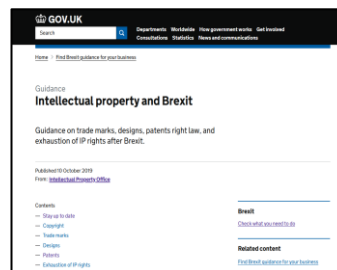 GOV.UK
Search
Departments Worldwide How government works Get Involved
Consultations Statistics News and communications
Home > Find Brexit guidance for your business
Guidance
Intellectual property and Brexit
Guidance on trade marks, designs, patents right law, and
exhaustion of IP rights after Brexit.
Published 10 October 2019
From: Intellectual Property Office
Contents
— Stay up to date
— Copyright
— Trade marks
— Designs
— Patents
— Exhaustion of IP rights
Brexit
Check what you need to do
Related content
Find Brexit guidance for your business